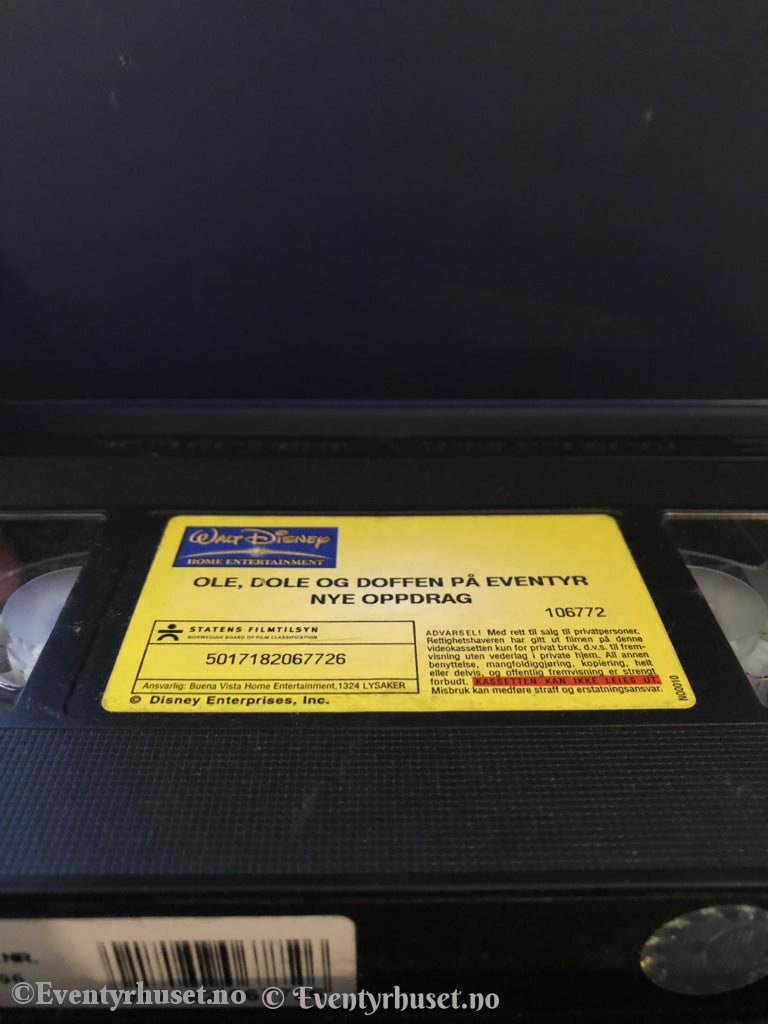 WALT DISNEY
HOME ENTERTAINMENT
OLE, DOLE OG DOFFEN PÅ EVENTYR
NYE OPPDRAG
106772
STATENS FILMTILSYN
NORWEGIAN BOARD OF FILM CLASSIFICATION
5017182067726
Ansvarlig: Buena Vista Home Entertainment,1324 LYSAKER
© Disney Enterprises, Inc.
ADVARSEL! Med rett til salg til privatpersoner.
Rettighetshaveren har gitt ut filmen på denne
videokassetten kun for privat bruk, d.v.s. til frem-
visning uten vederlag i private hjem. All annen
benyttelse, mangfoldiggjøring, kopiering, helt
eller delvis, og offentlig fremvisning er strengt
forbudt. KASSETTEN KAN IKKE LEIES UT.
Misbruk kan medføre straff og erstatningsansvar.
NO0010
NR.
©Eventyrhuset.no © Eventyrhuset.no